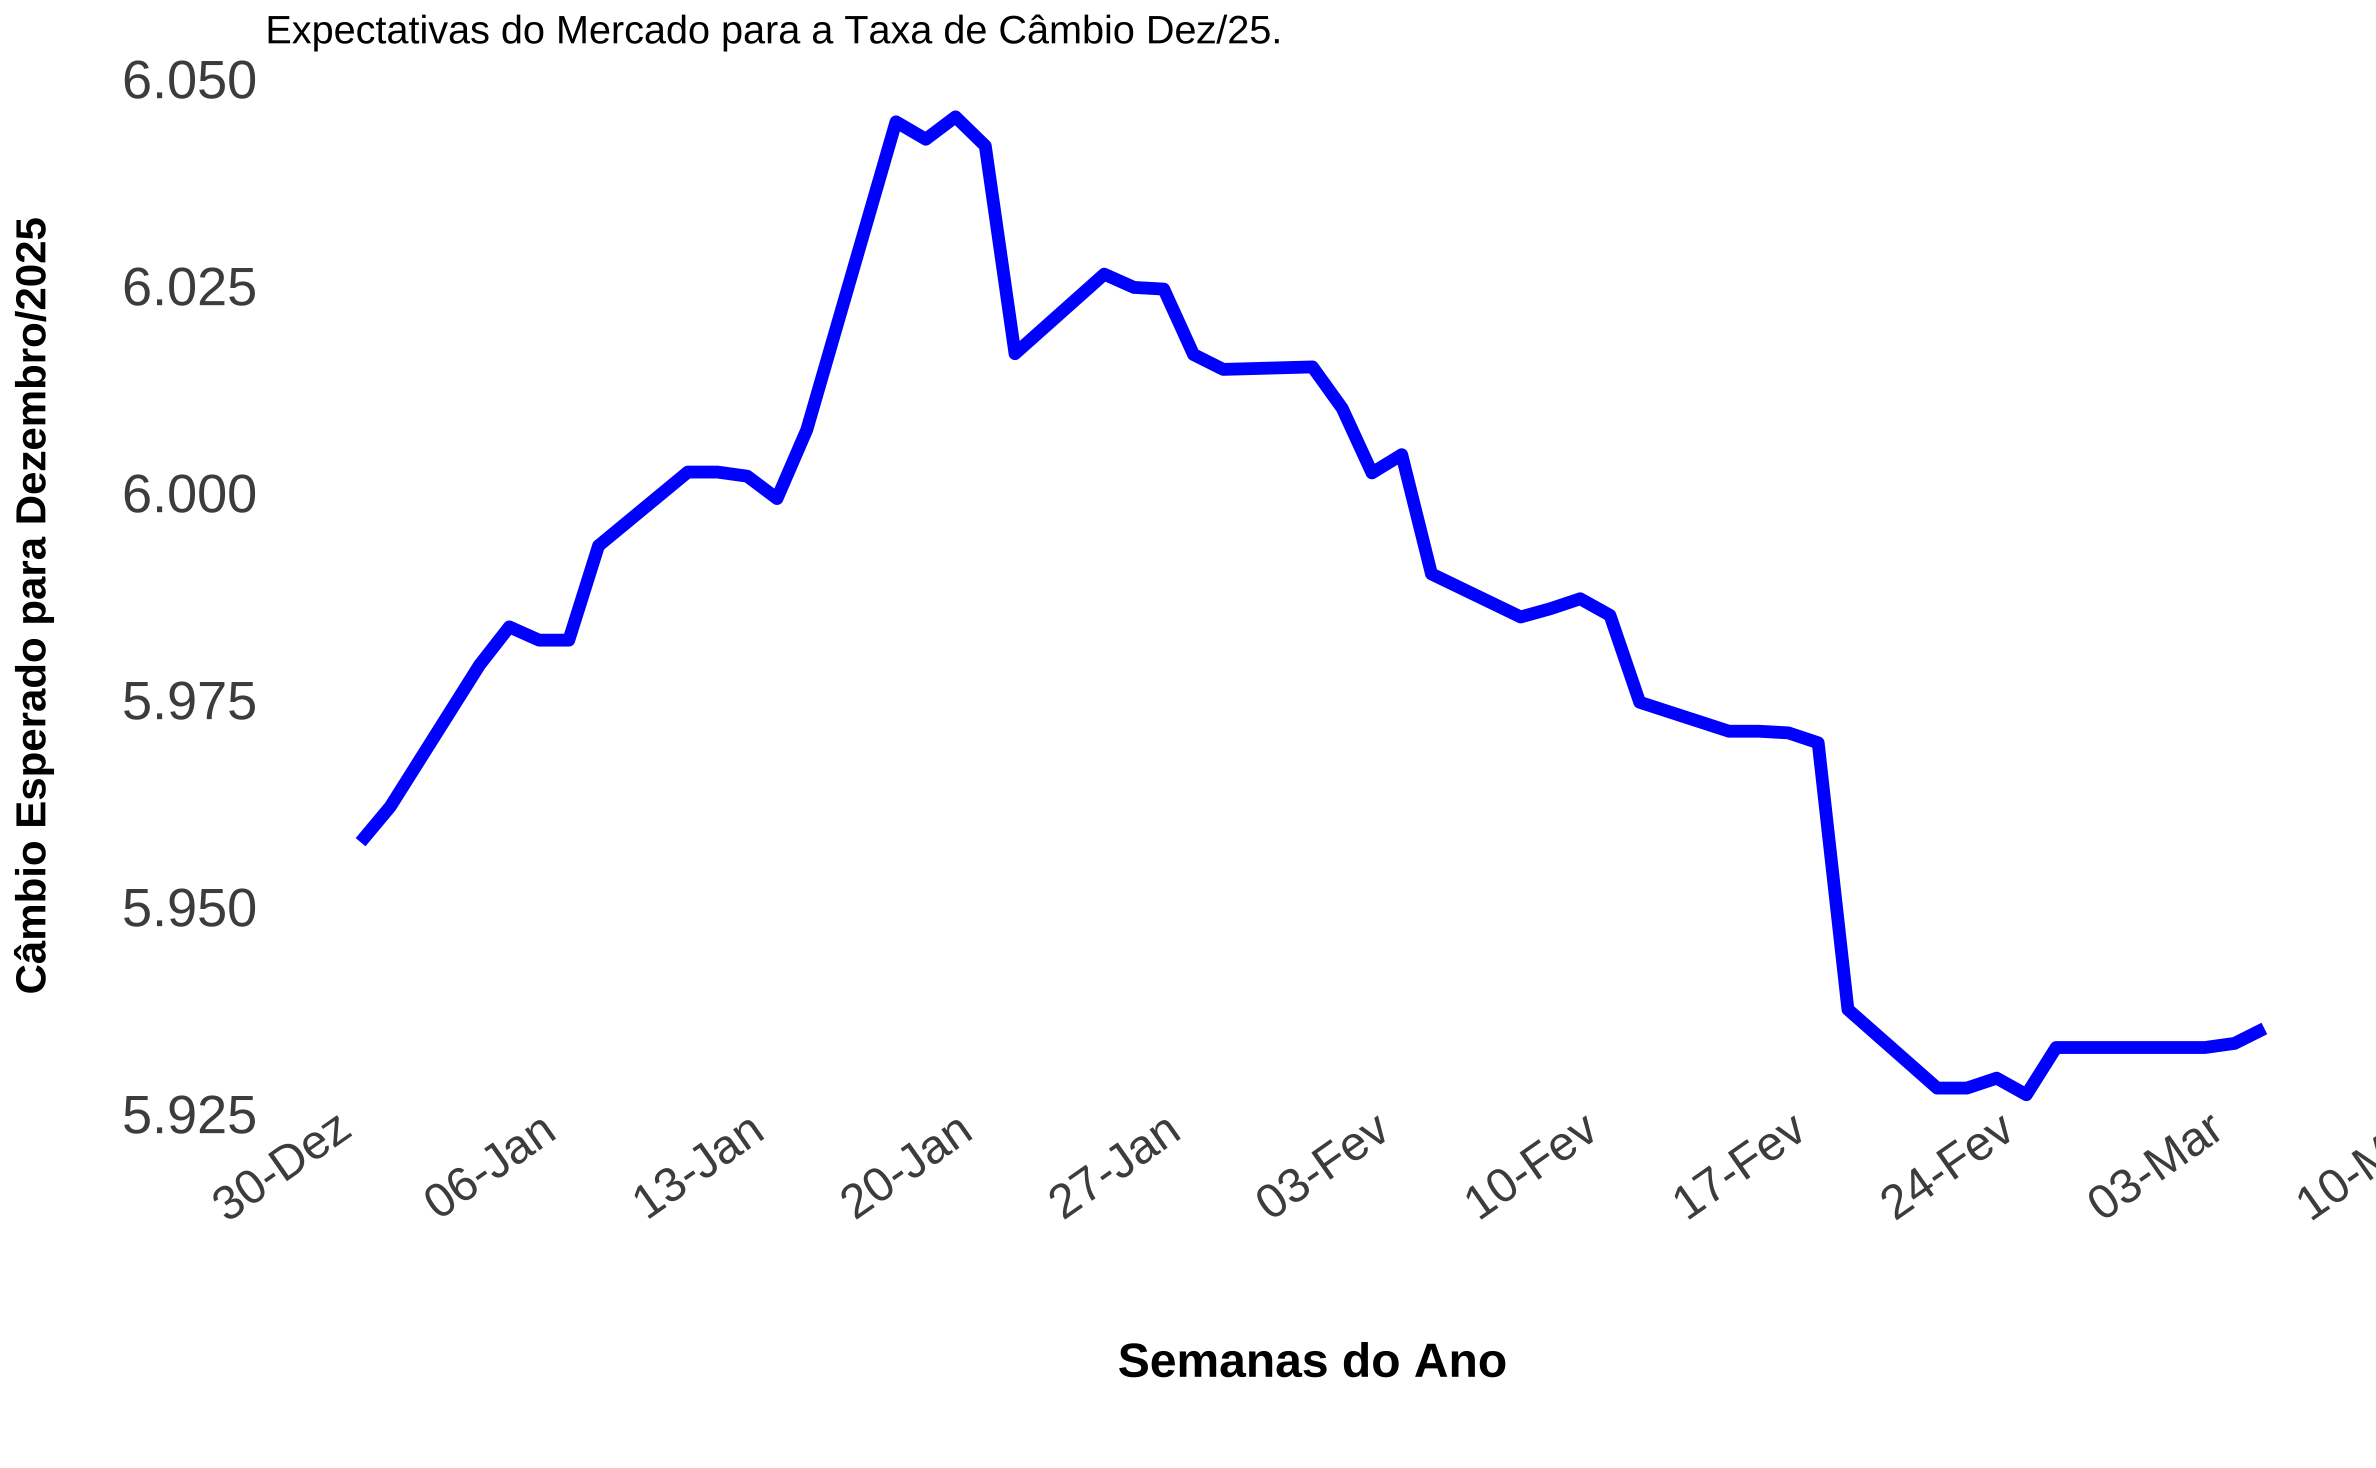 Expectativas do Mercado para a Taxa de Câmbio Dez/25.
6.050
6.025
6.000
5.975
5.950
5.925
Câmbio Esperado para Dezembro/2025
30-Dez
06-Jan
13-Jan
20-Jan
27-Jan
03-Fev
10-Fev
17-Fev
24-Fev
03-Mar
10-M
Semanas do Ano